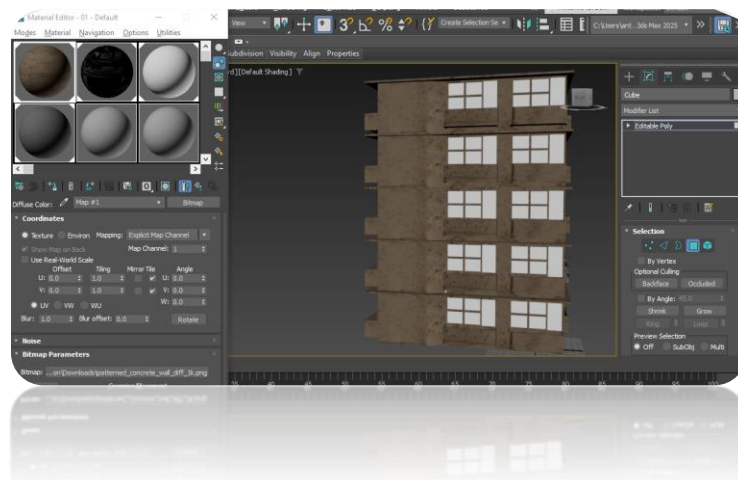 Material Editor - 01 - Default
Modes Material Navigation Options Utilities
View
Create Selection Se
C:\Users\ant...3ds Max 2025
Subdivision Visibility Align Properties
[Default Shading]
Cube
Modifier List
Editable Poly
Diffuse Color: Map #1 Bitmap
Coordinates
Texture Environ Mapping: Explicit Map Channel
Show Map on Back Map Channel: 1
Use Real-World Scale
Offset Tiling Mirror Tile Angle
U: 0.0 1.0 U: 0.0
V: 0.0 1.0 V: 0.0
UV VW WU W: 0.0
Blur: 1.0 Blur offset: 0.0 Rotate
Noise
Bitmap Parameters
Bitmap: ...on\Downloads\patterned_concrete_wall_diff_1k.png
Selection
By Vertex
Optional Culling
Backface Occluded
By Angle: 45.0
Shrink Grow
Ring Loop
Preview Selection
Off SubObj Multi
35 40 45 50 55 60 65 70 75 80 85 90 95 100